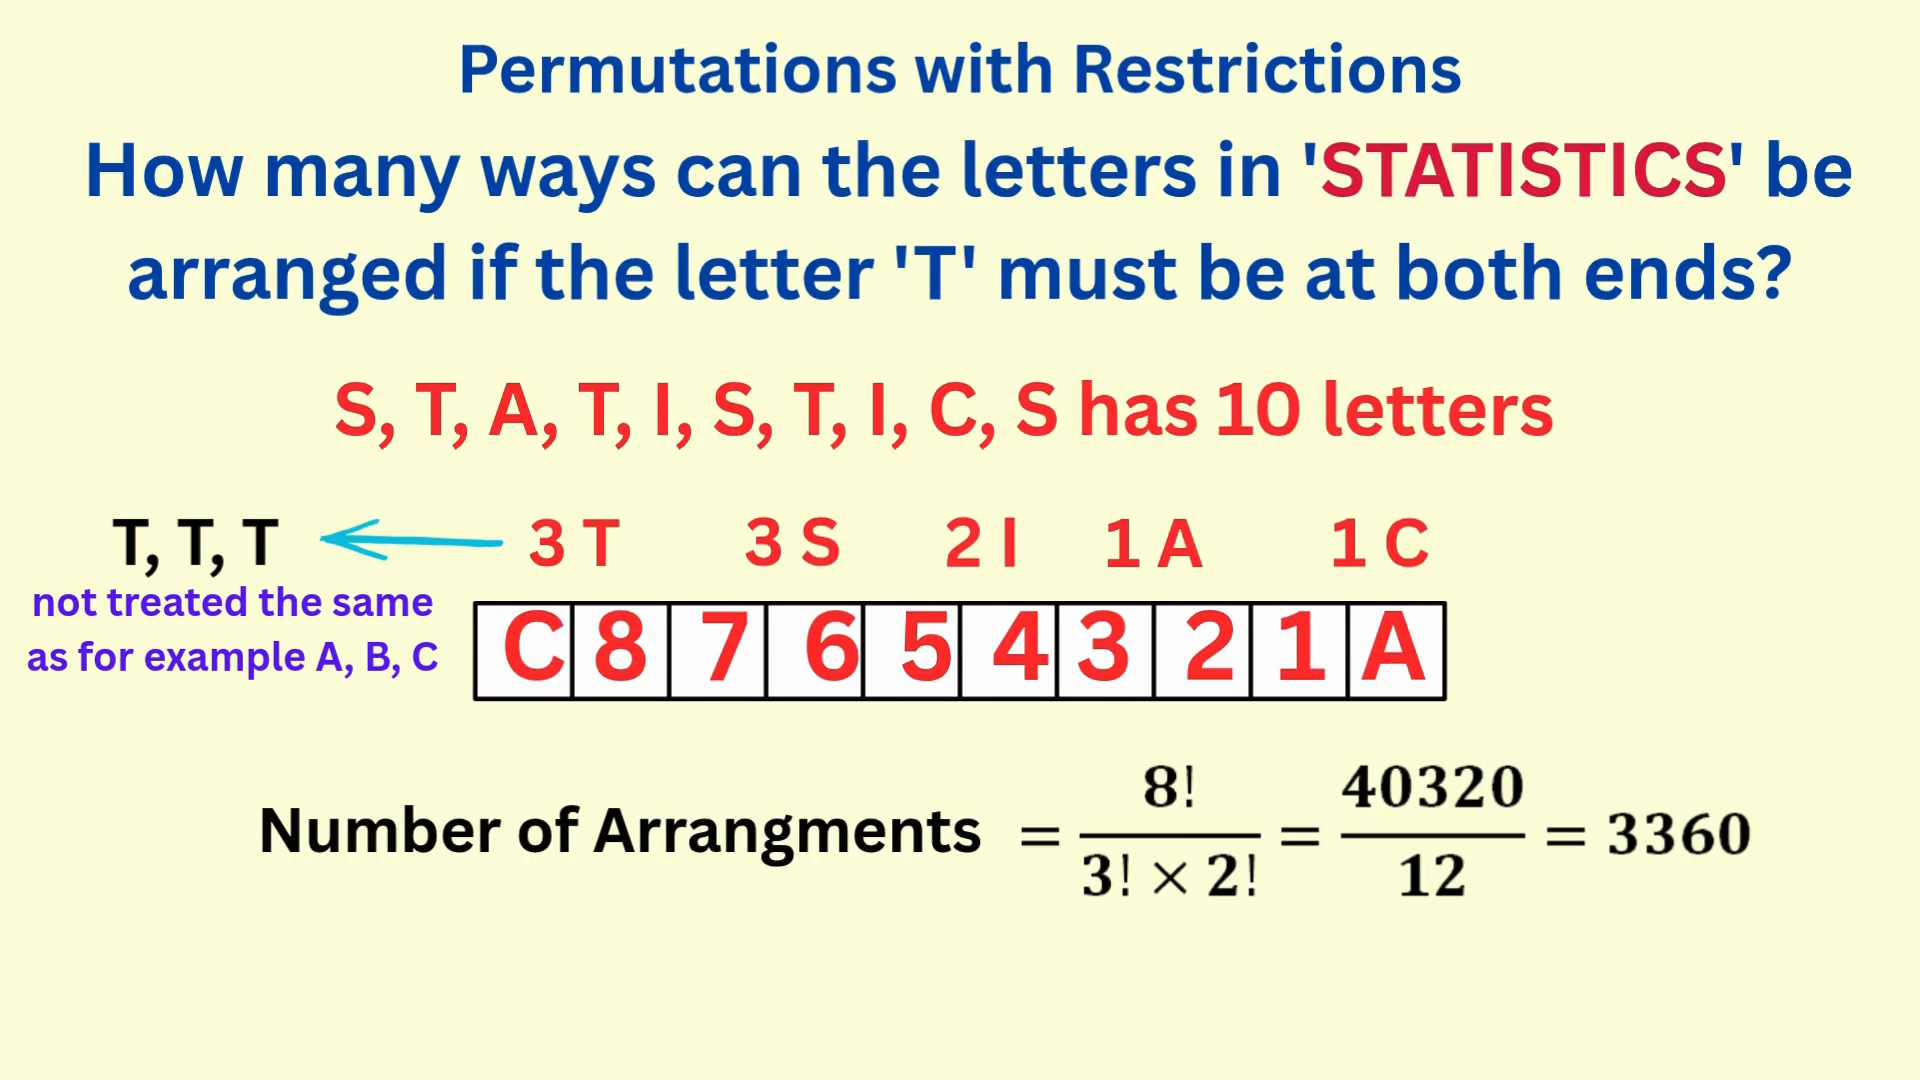 Permutations with Restrictions
How many ways can the letters in 'STATISTICS' be
arranged if the letter 'T' must be at both ends?
S, T, A, T, I, S, T, I, C, S has 10 letters
T, T, T 3 T 3 S 2 I 1 A 1 C
not treated the same
as for example A, B, C
C 8 7 6 5 4 3 2 1 A
Number of Arrangments = 8! / 3! × 2! = 40320 / 12 = 3360